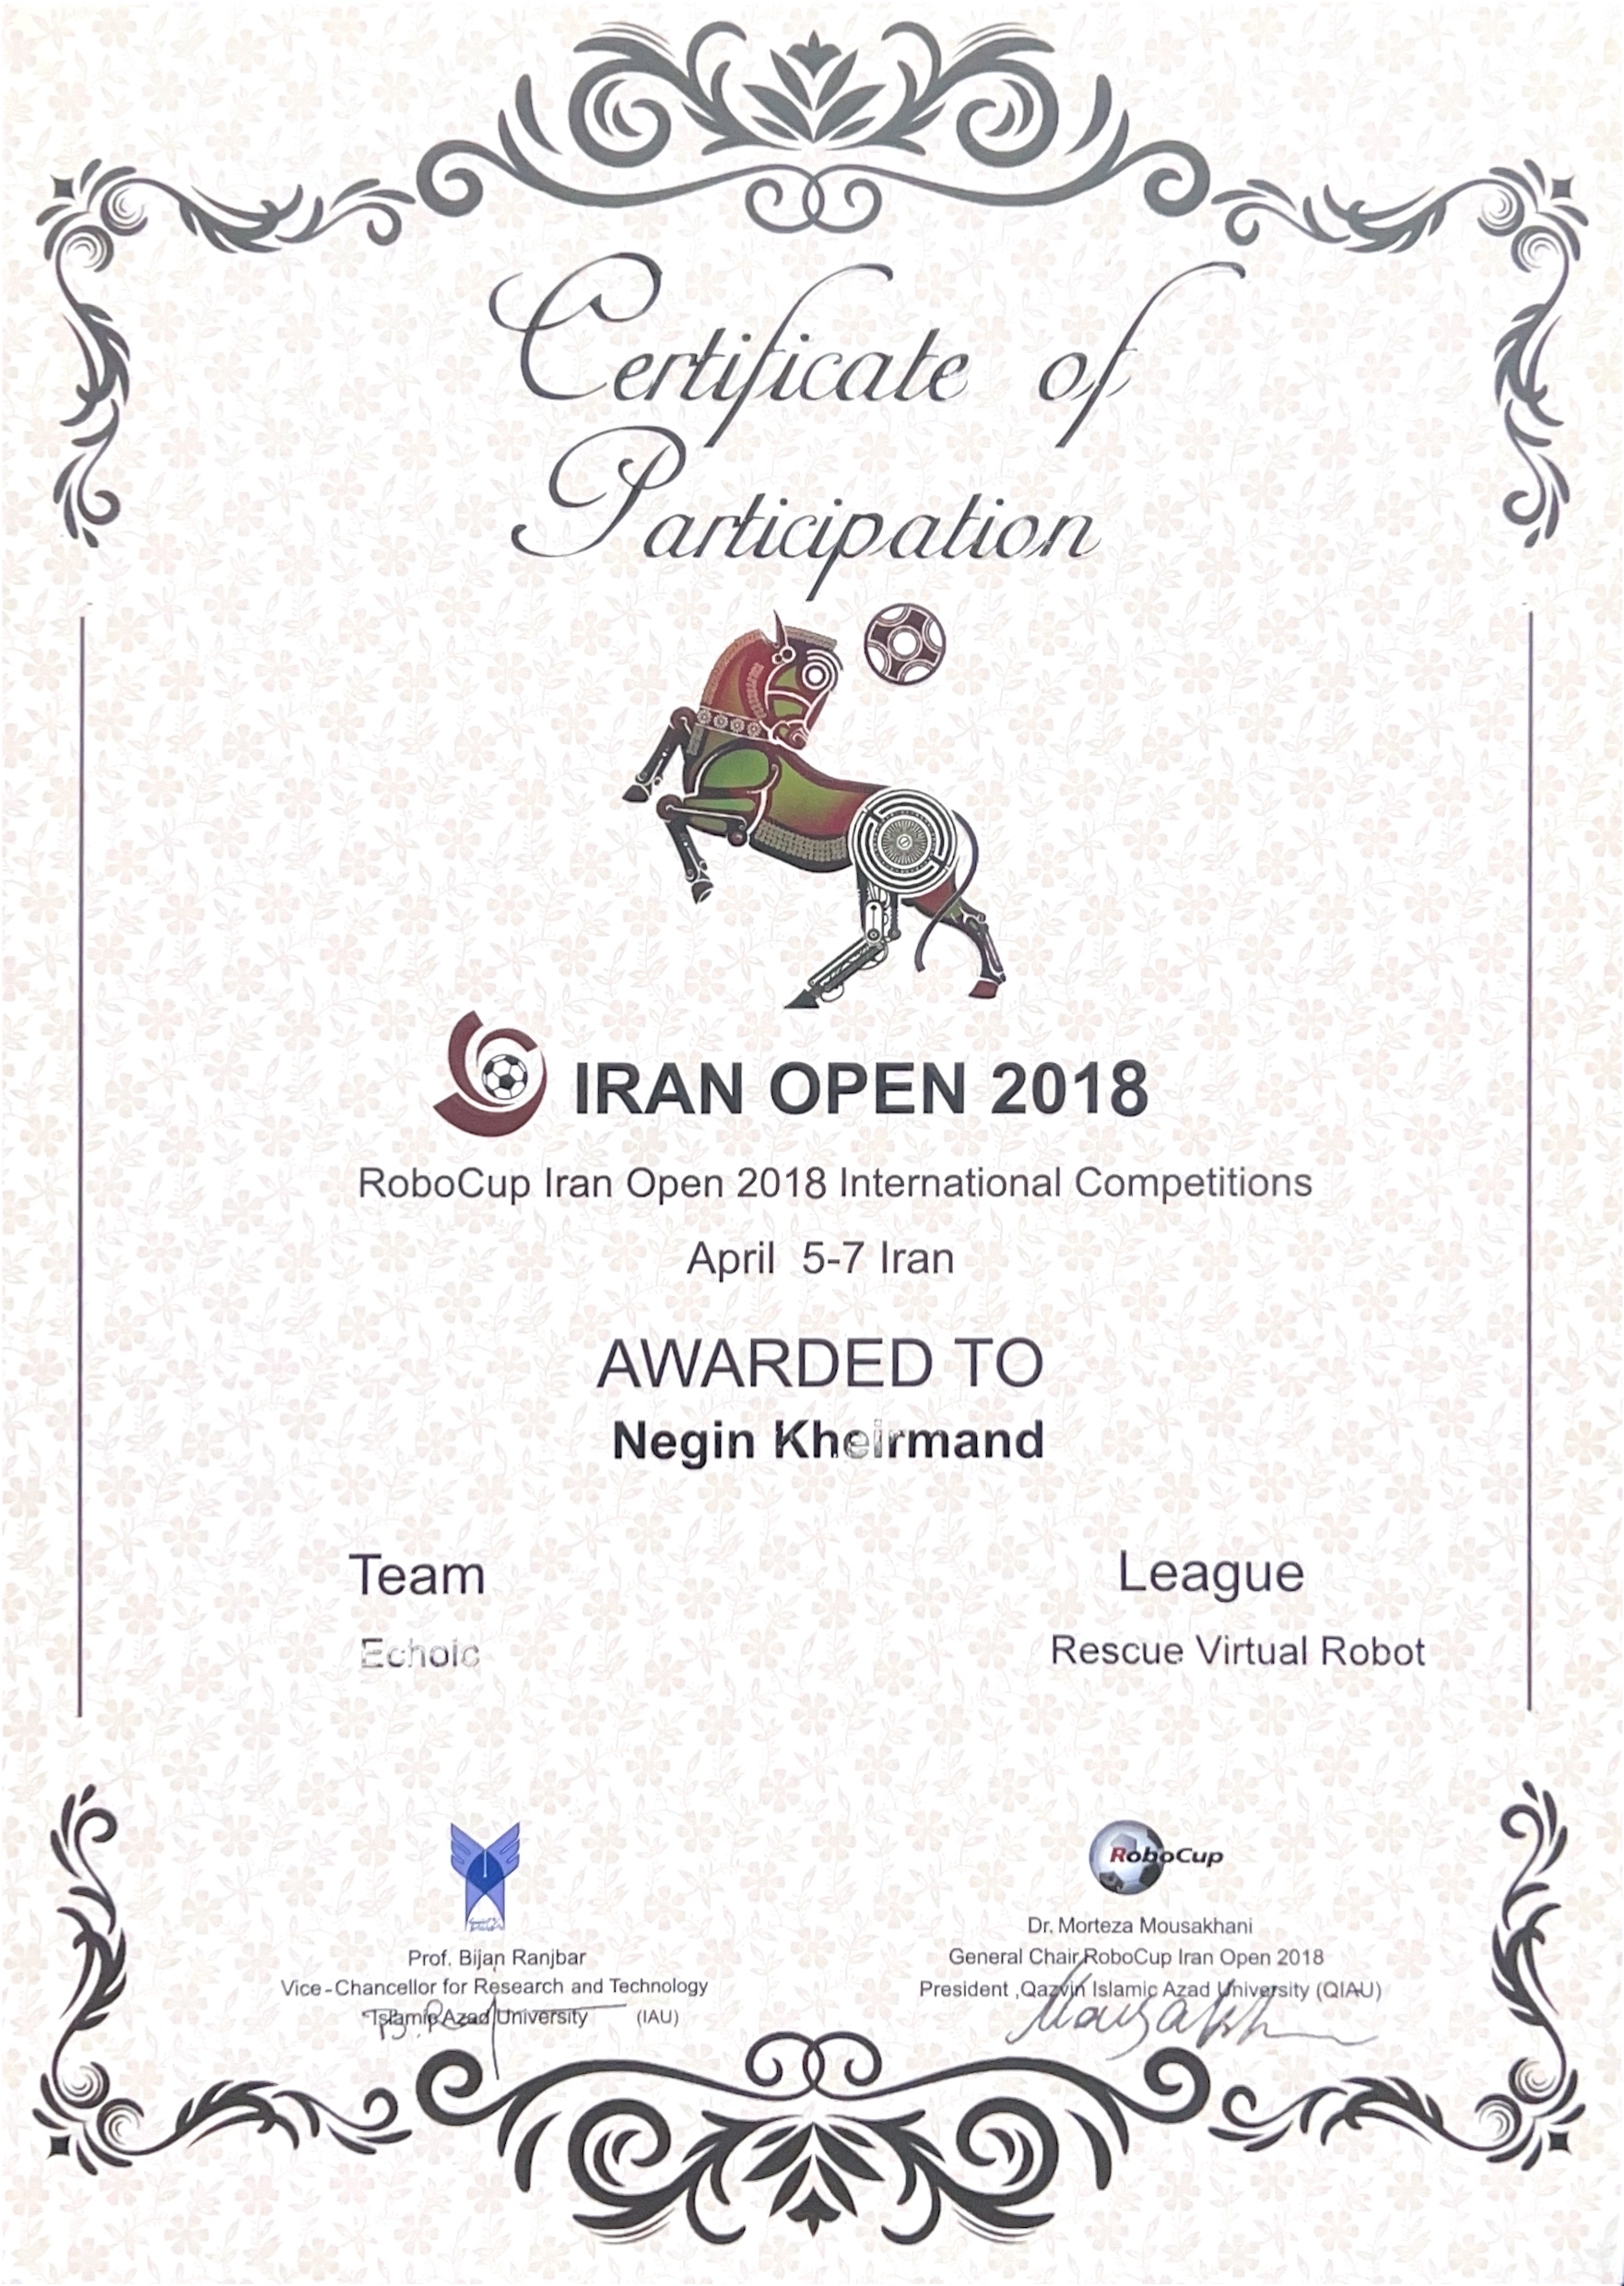 Certificate of
Participation
IRAN OPEN 2018
RoboCup Iran Open 2018 International Competitions
April 5-7 Iran
AWARDED TO
Negin Kheirmand
Team
Echoic
League
Rescue Virtual Robot
Prof. Bijan Ranjbar
Vice-Chancellor for Research and Technology
Islamic Azad University (IAU)
RoboCup
Dr. Morteza Mousakhani
General Chair,RoboCup Iran Open 2018
President ,Qazvin Islamic Azad University (QIAU)